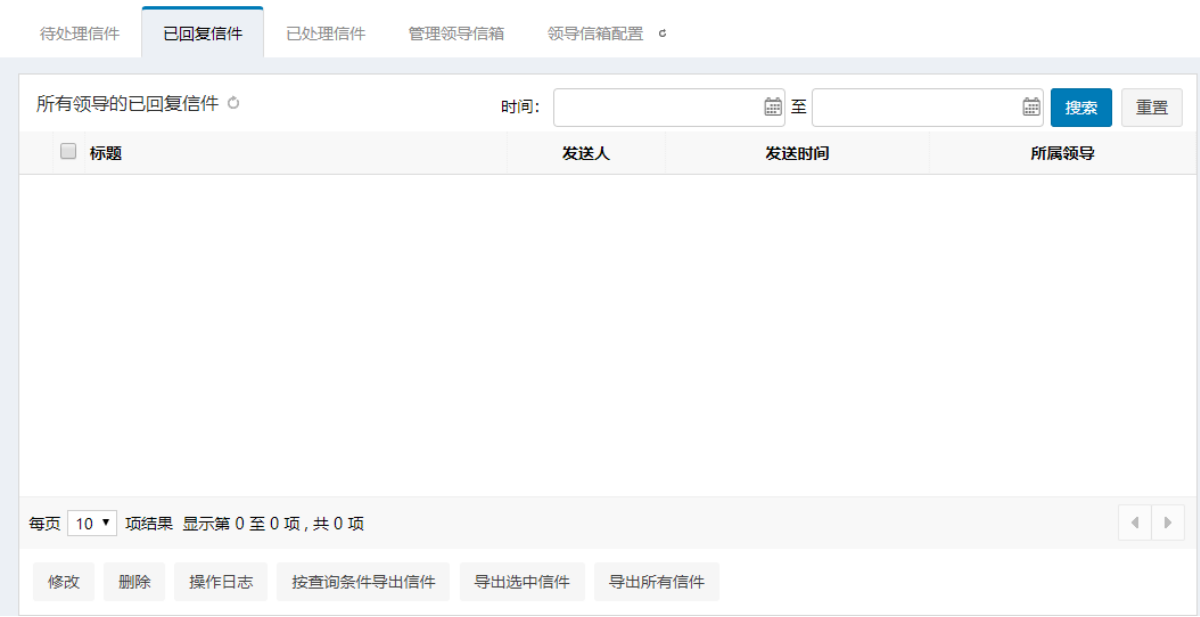 待处理信件 已回复信件 已处理信件 管理领导信箱 领导信箱配置
所有领导的已回复信件 时间: 至 搜索 重置
标题 发送人 发送时间 所属领导
每页 10 项结果 显示第 0 至 0 项 , 共 0 项
修改 删除 操作日志 按查询条件导出信件 导出选中信件 导出所有信件